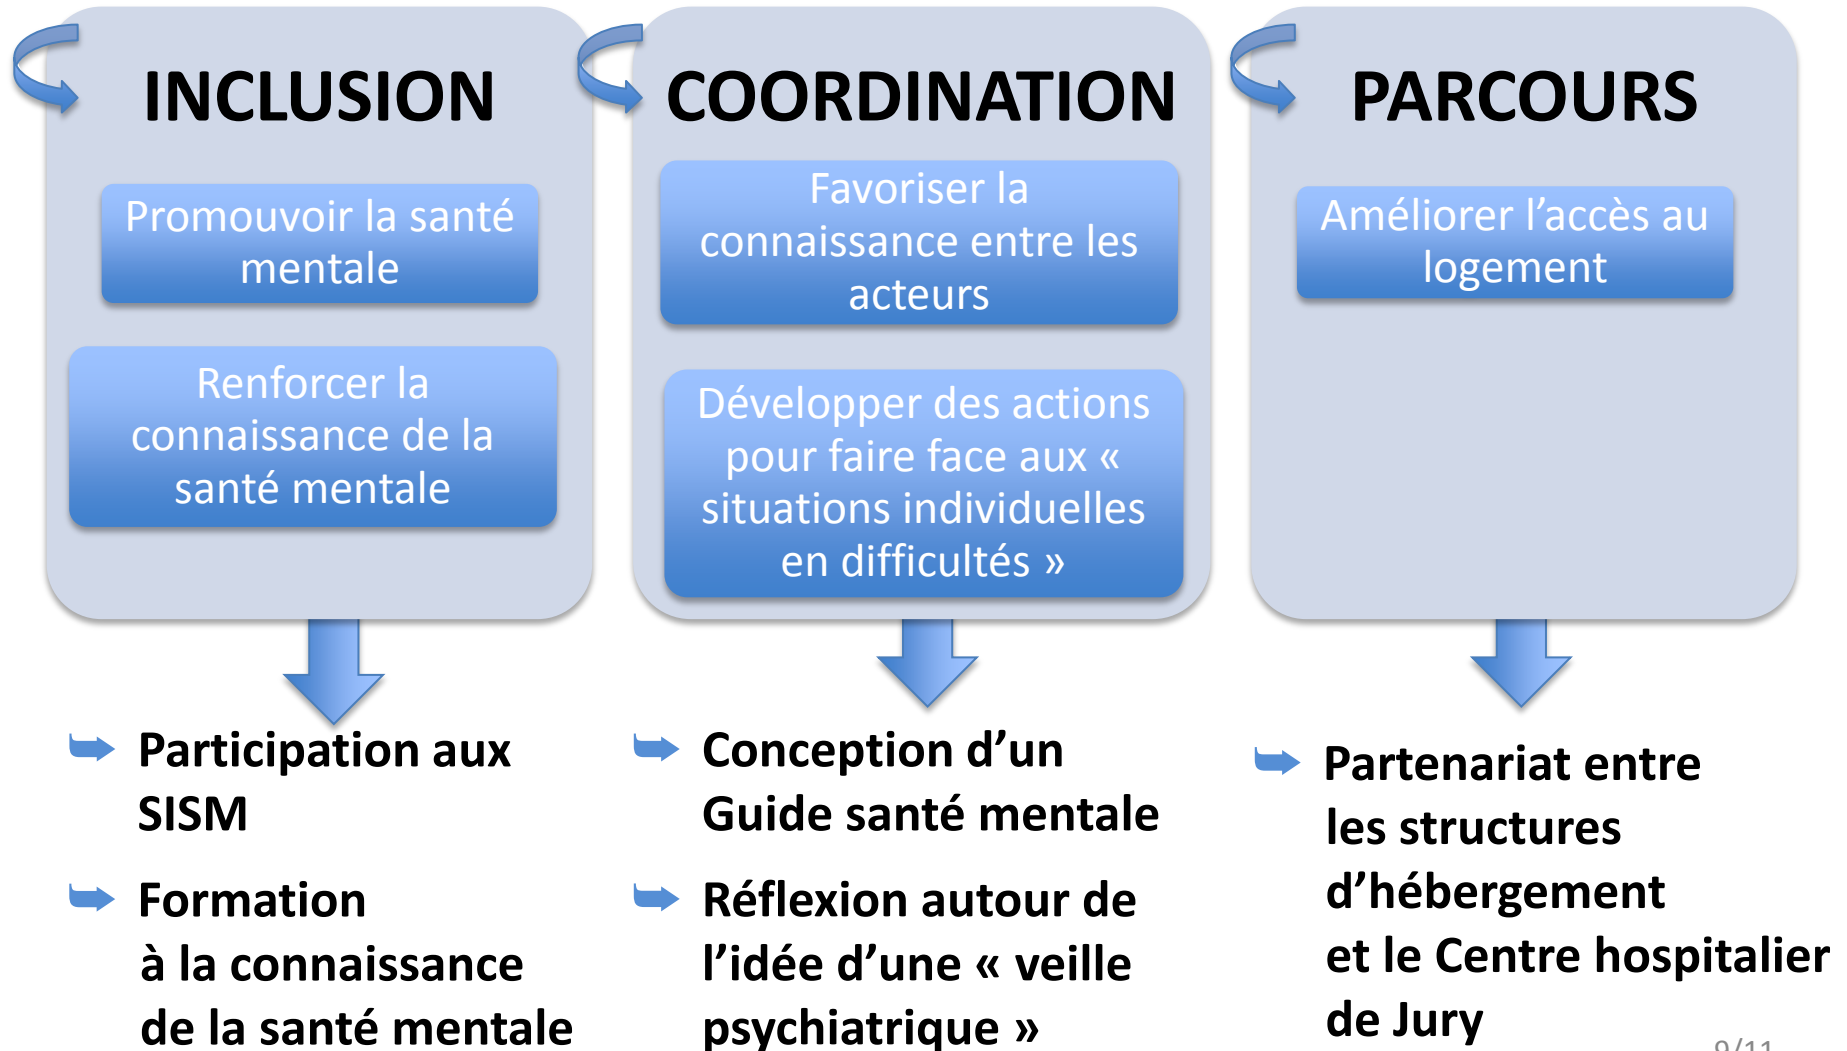 INCLUSION
Promouvoir la santé
mentale
Renforcer la
connaissance de la
santé mentale
Participation aux
SISM
Formation
à la connaissance
de la santé mentale
COORDINATION
Favoriser la
connaissance entre les
acteurs
Développer des actions
pour faire face aux «
situations individuelles
en difficultés »
Conception d’un
Guide santé mentale
Réflexion autour de
l’idée d’une « veille
psychiatrique »
PARCOURS
Améliorer l’accès au
logement
Partenariat entre
les structures
d’hébergement
et le Centre hospitalier
de Jury
9/11